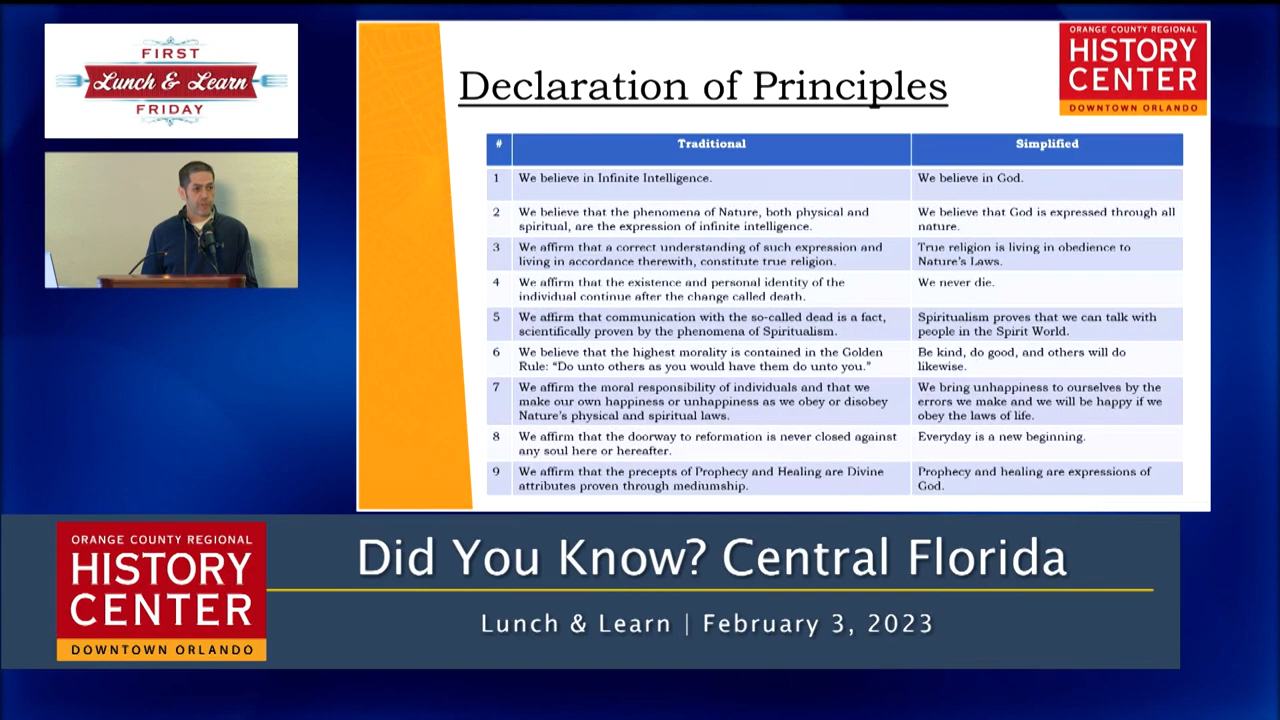 FIRST
Lunch & Learn
FRIDAY
Declaration of Principles
ORANGE COUNTY REGIONAL
HISTORY
CENTER
DOWNTOWN ORLANDO
# Traditional Simplified
1 We believe in Infinite Intelligence. We believe in God.
2 We believe that the phenomena of Nature, both physical and We believe that God is expressed through all
spiritual, are the expression of infinite intelligence. nature.
3 We affirm that a correct understanding of such expression and True religion is living in obedience to
living in accordance therewith, constitute true religion. Nature's Laws.
4 We affirm that the existence and personal identity of the We never die.
individual continue after the change called death.
5 We affirm that communication with the so-called dead is a fact, Spiritualism proves that we can talk with
scientifically proven by the phenomena of Spiritualism. people in the Spirit World.
6 We believe that the highest morality is contained in the Golden Be kind, do good, and others will do
Rule: “Do unto others as you would have them do unto you.” likewise.
7 We affirm the moral responsibility of individuals and that we We bring unhappiness to ourselves by the
make our own happiness or unhappiness as we obey or disobey errors we make and we will be happy if we
Nature's physical and spiritual laws. obey the laws of life.
8 We affirm that the doorway to reformation is never closed against Everyday is a new beginning.
any soul here or hereafter.
9 We affirm that the precepts of Prophecy and Healing are Divine Prophecy and healing are expressions of
attributes proven through mediumship. God.
ORANGE COUNTY REGIONAL
HISTORY
CENTER
DOWNTOWN ORLANDO
Did You Know? Central Florida
Lunch & Learn | February 3, 2023